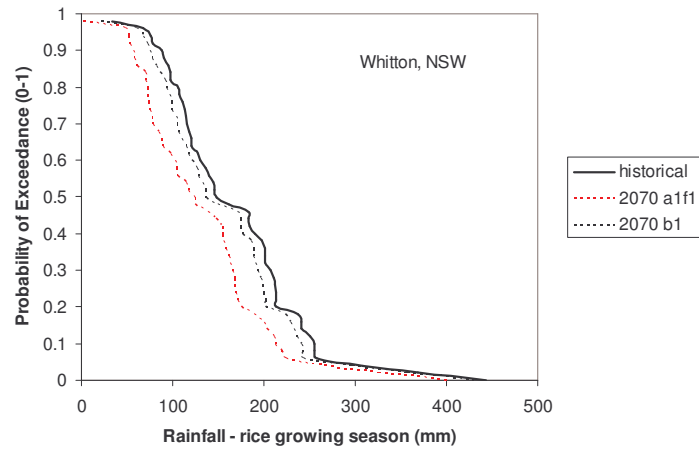 Probability of Exceedance (0-1)
1
0.9
0.8
0.7
0.6
0.5
0.4
0.3
0.2
0.1
0
Whitton, NSW
historical
2070 a1f1
2070 b1
0 100 200 300 400 500
Rainfall - rice growing season (mm)